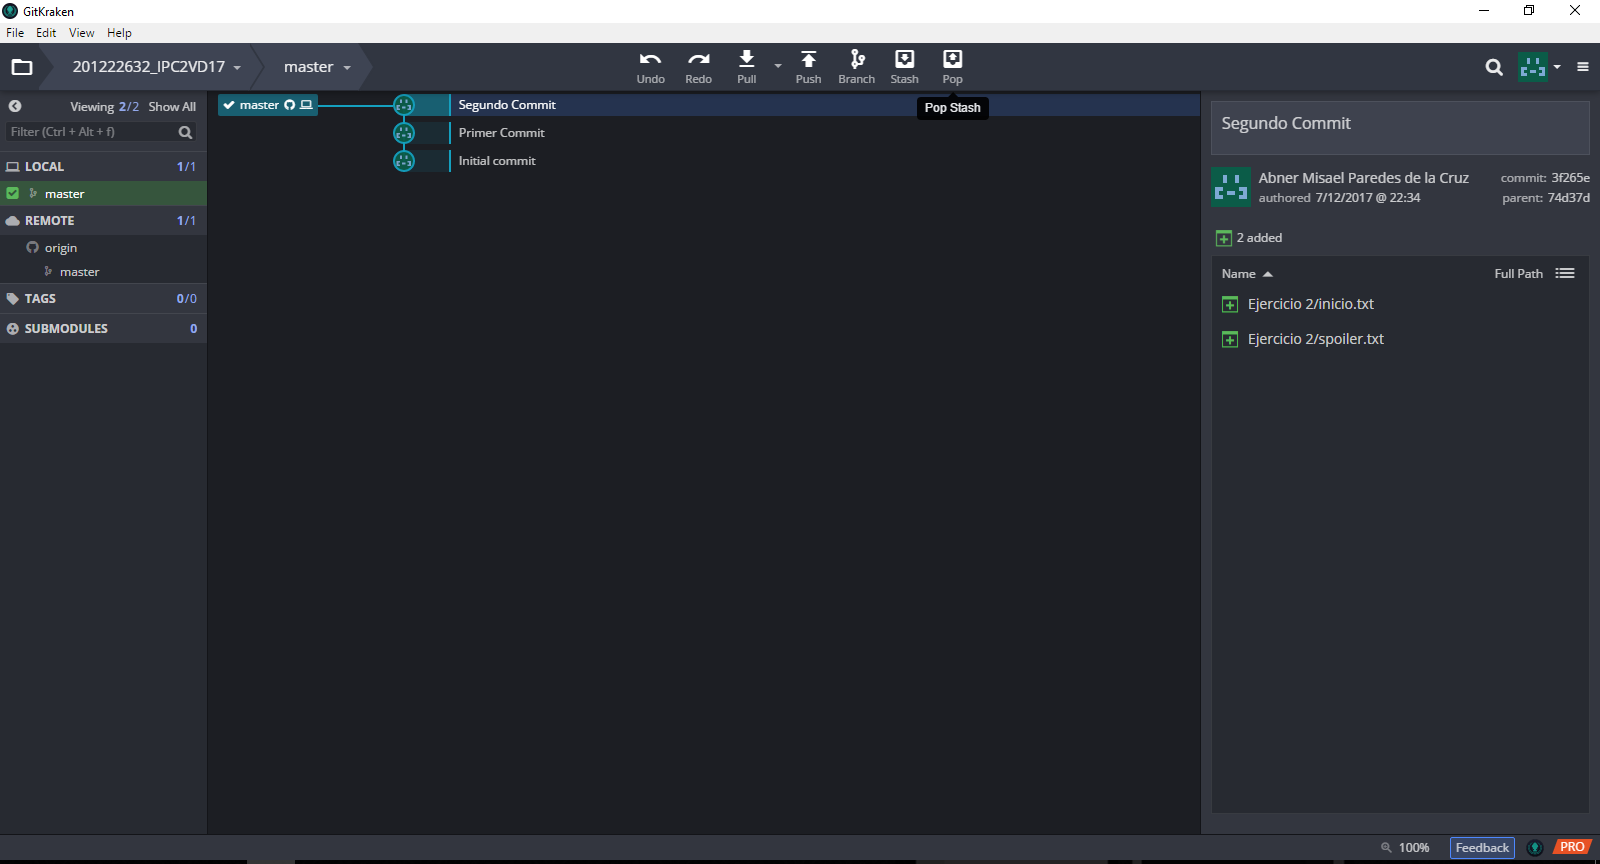 GitKraken
File Edit View Help
201222632_IPC2VD17 master
Undo Redo Pull Push Branch Stash Pop
Pop Stash
Viewing 2/2 Show All
Filter (Ctrl + Alt + f)
LOCAL 1/1
master
REMOTE 1/1
origin
master
TAGS 0/0
SUBMODULES 0
master
Segundo Commit
Primer Commit
Initial commit
Segundo Commit
Abner Misael Paredes de la Cruz commit: 3f265e
authored 7/12/2017 @ 22:34 parent: 74d37d
2 added
Name Full Path
Ejercicio 2/inicio.txt
Ejercicio 2/spoiler.txt
100% Feedback PRO